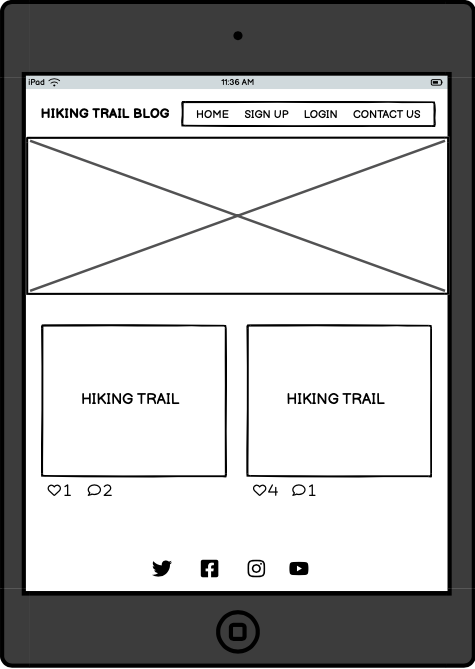 iPad 11:36 AM
HIKING TRAIL BLOG HOME SIGN UP LOGIN CONTACT US
HIKING TRAIL HIKING TRAIL
1 2 4 1